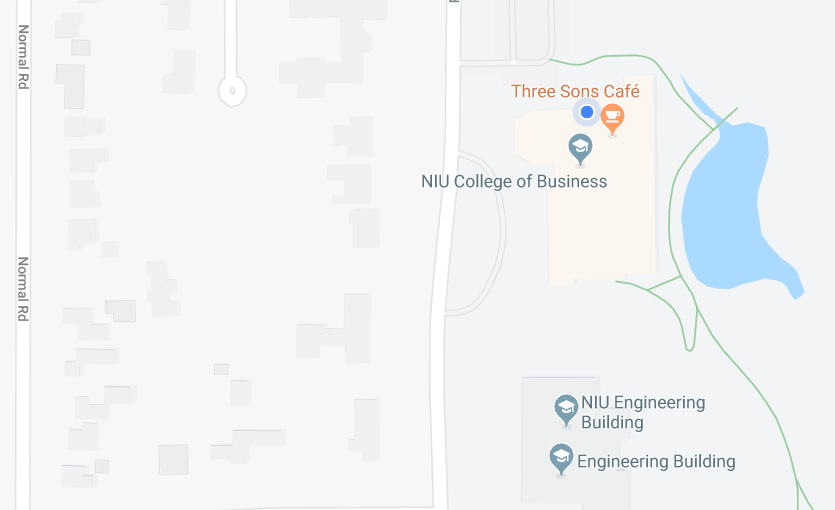 Normal Rd
Three Sons Café
NIU College of Business
Normal Rd
NIU Engineering
Building
Engineering Building